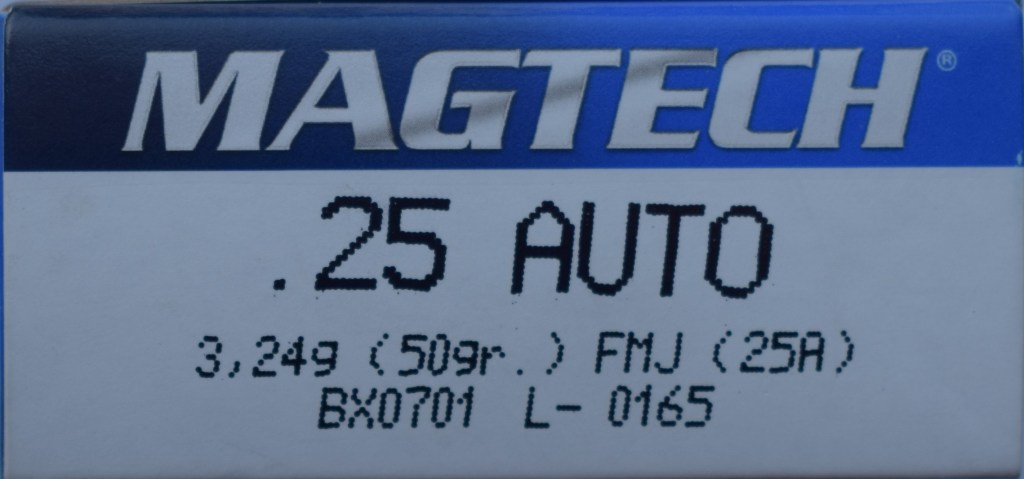 MAGTECH®
.25 AUTO
3,24g (50gr.) FMJ (25A)
BX0701 L- 0165